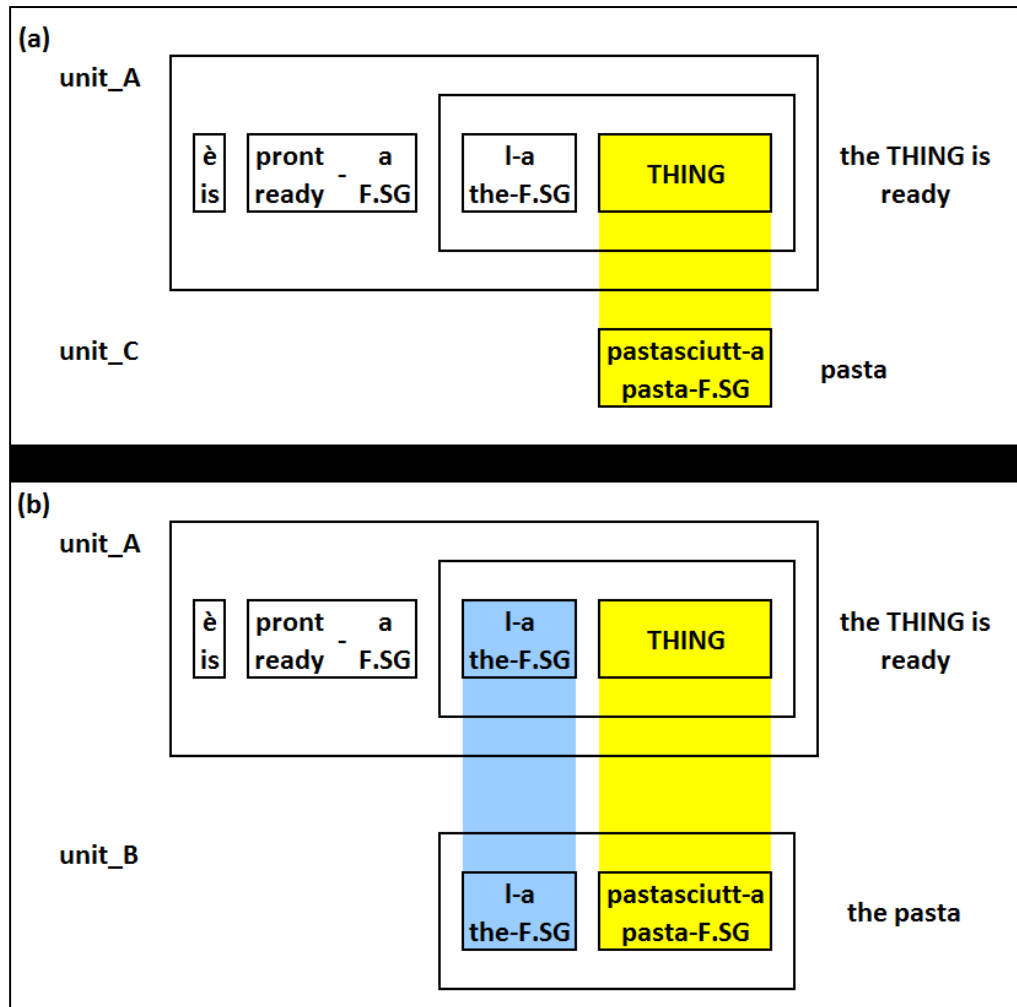 (a)
unit_A
è
is
pront - a
ready F.SG
l-a
the-F.SG
THING
the THING is
ready
unit_C
pastasciutt-a
pasta-F.SG
pasta
(b)
unit_A
è
is
pront - a
ready F.SG
l-a
the-F.SG
THING
the THING is
ready
unit_B
l-a
the-F.SG
pastasciutt-a
pasta-F.SG
the pasta